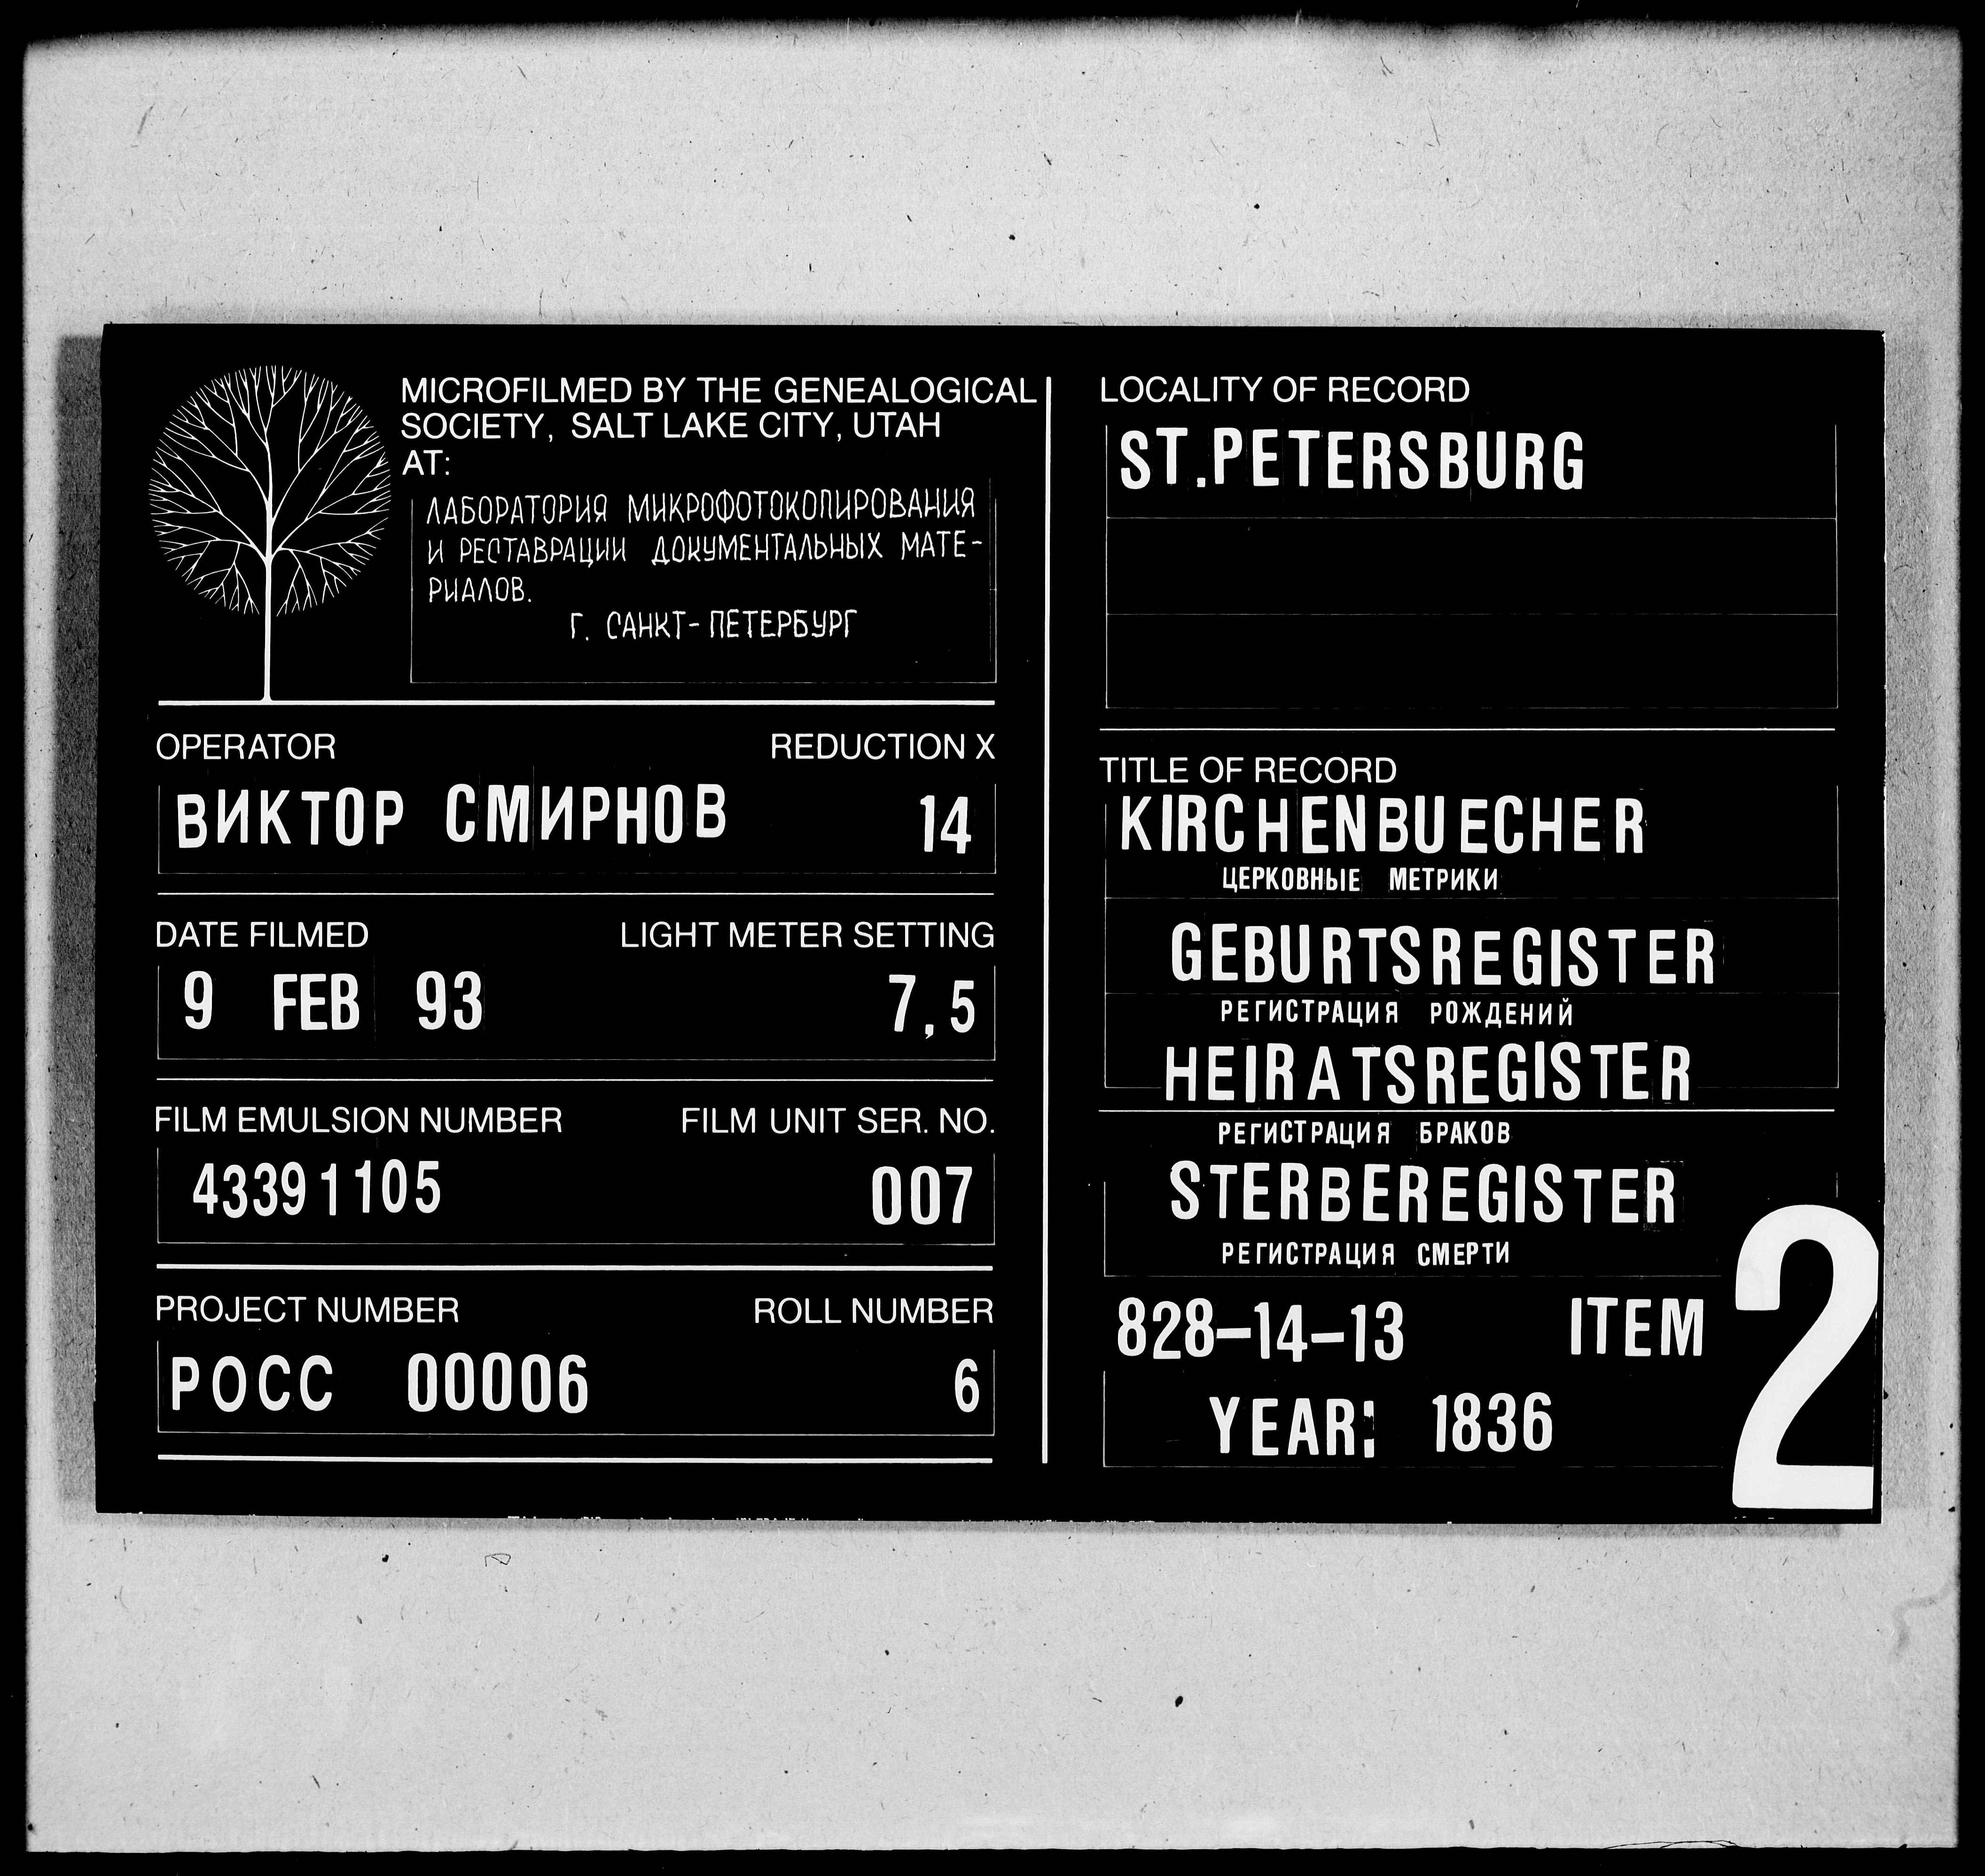 MICROFILMED BY THE GENEALOGICAL
SOCIETY, SALT LAKE CITY, UTAH
AT:
ЛАБОРАТОРИЯ МИКРОФОТОКОПИРОВАНИЯ
И РЕСТАВРАЦИИ ДОКУМЕНТАЛЬНЫХ МАТЕ-
РИАЛОВ.
Г. САНКТ-ПЕТЕРБУРГ
OPERATOR REDUCTION X
ВИКТОР СМИРНОВ 14
DATE FILMED LIGHT METER SETTING
9 FEB 93 7,5
FILM EMULSION NUMBER FILM UNIT SER. NO.
43391105 007
PROJECT NUMBER ROLL NUMBER
РОСС 00006 6
LOCALITY OF RECORD
ST.PETERSBURG
TITLE OF RECORD
KIRCHENBUECHER
ЦЕРКОВНЫЕ МЕТРИКИ
GEBURTSREGISTER
РЕГИСТРАЦИЯ РОЖДЕНИЙ
HEIRATSREGISTER
РЕГИСТРАЦИЯ БРАКОВ
STERBEREGISTER
РЕГИСТРАЦИЯ СМЕРТИ
828-14-13 ITEM 2
YEAR: 1836